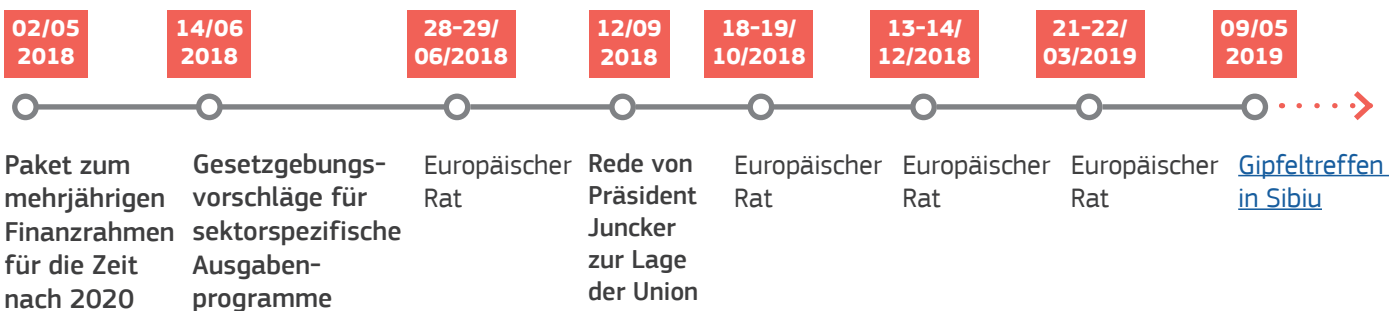 02/05
2018
14/06
2018
28-29/
06/2018
12/09
2018
18-19/
10/2018
13-14/
12/2018
21-22/
03/2019
09/05
2019
Paket zum
mehrjährigen
Finanzrahmen
für die Zeit
nach 2020
Gesetzgebungs-
vorschläge für
sektorspezifische
Ausgaben-
programme
Europäischer
Rat
Rede von
Präsident
Juncker
zur Lage
der Union
Europäischer
Rat
Europäischer
Rat
Europäischer
Rat
Gipfeltreffen
in Sibiu